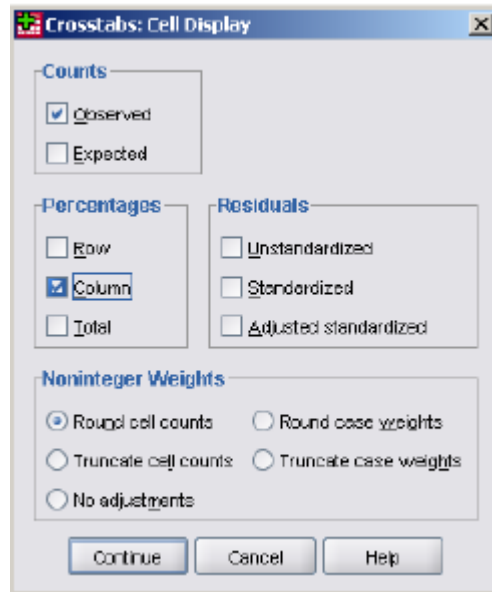 Crosstabs: Cell Display
Counts
Observed
Expected
Percentages
Row
Column
Total
Residuals
Unstandardized
Standardized
Adjusted standardized
Noninteger Weights
Round cell counts
Round case weights
Truncate cell counts
Truncate case weights
No adjustments
Continue
Cancel
Help